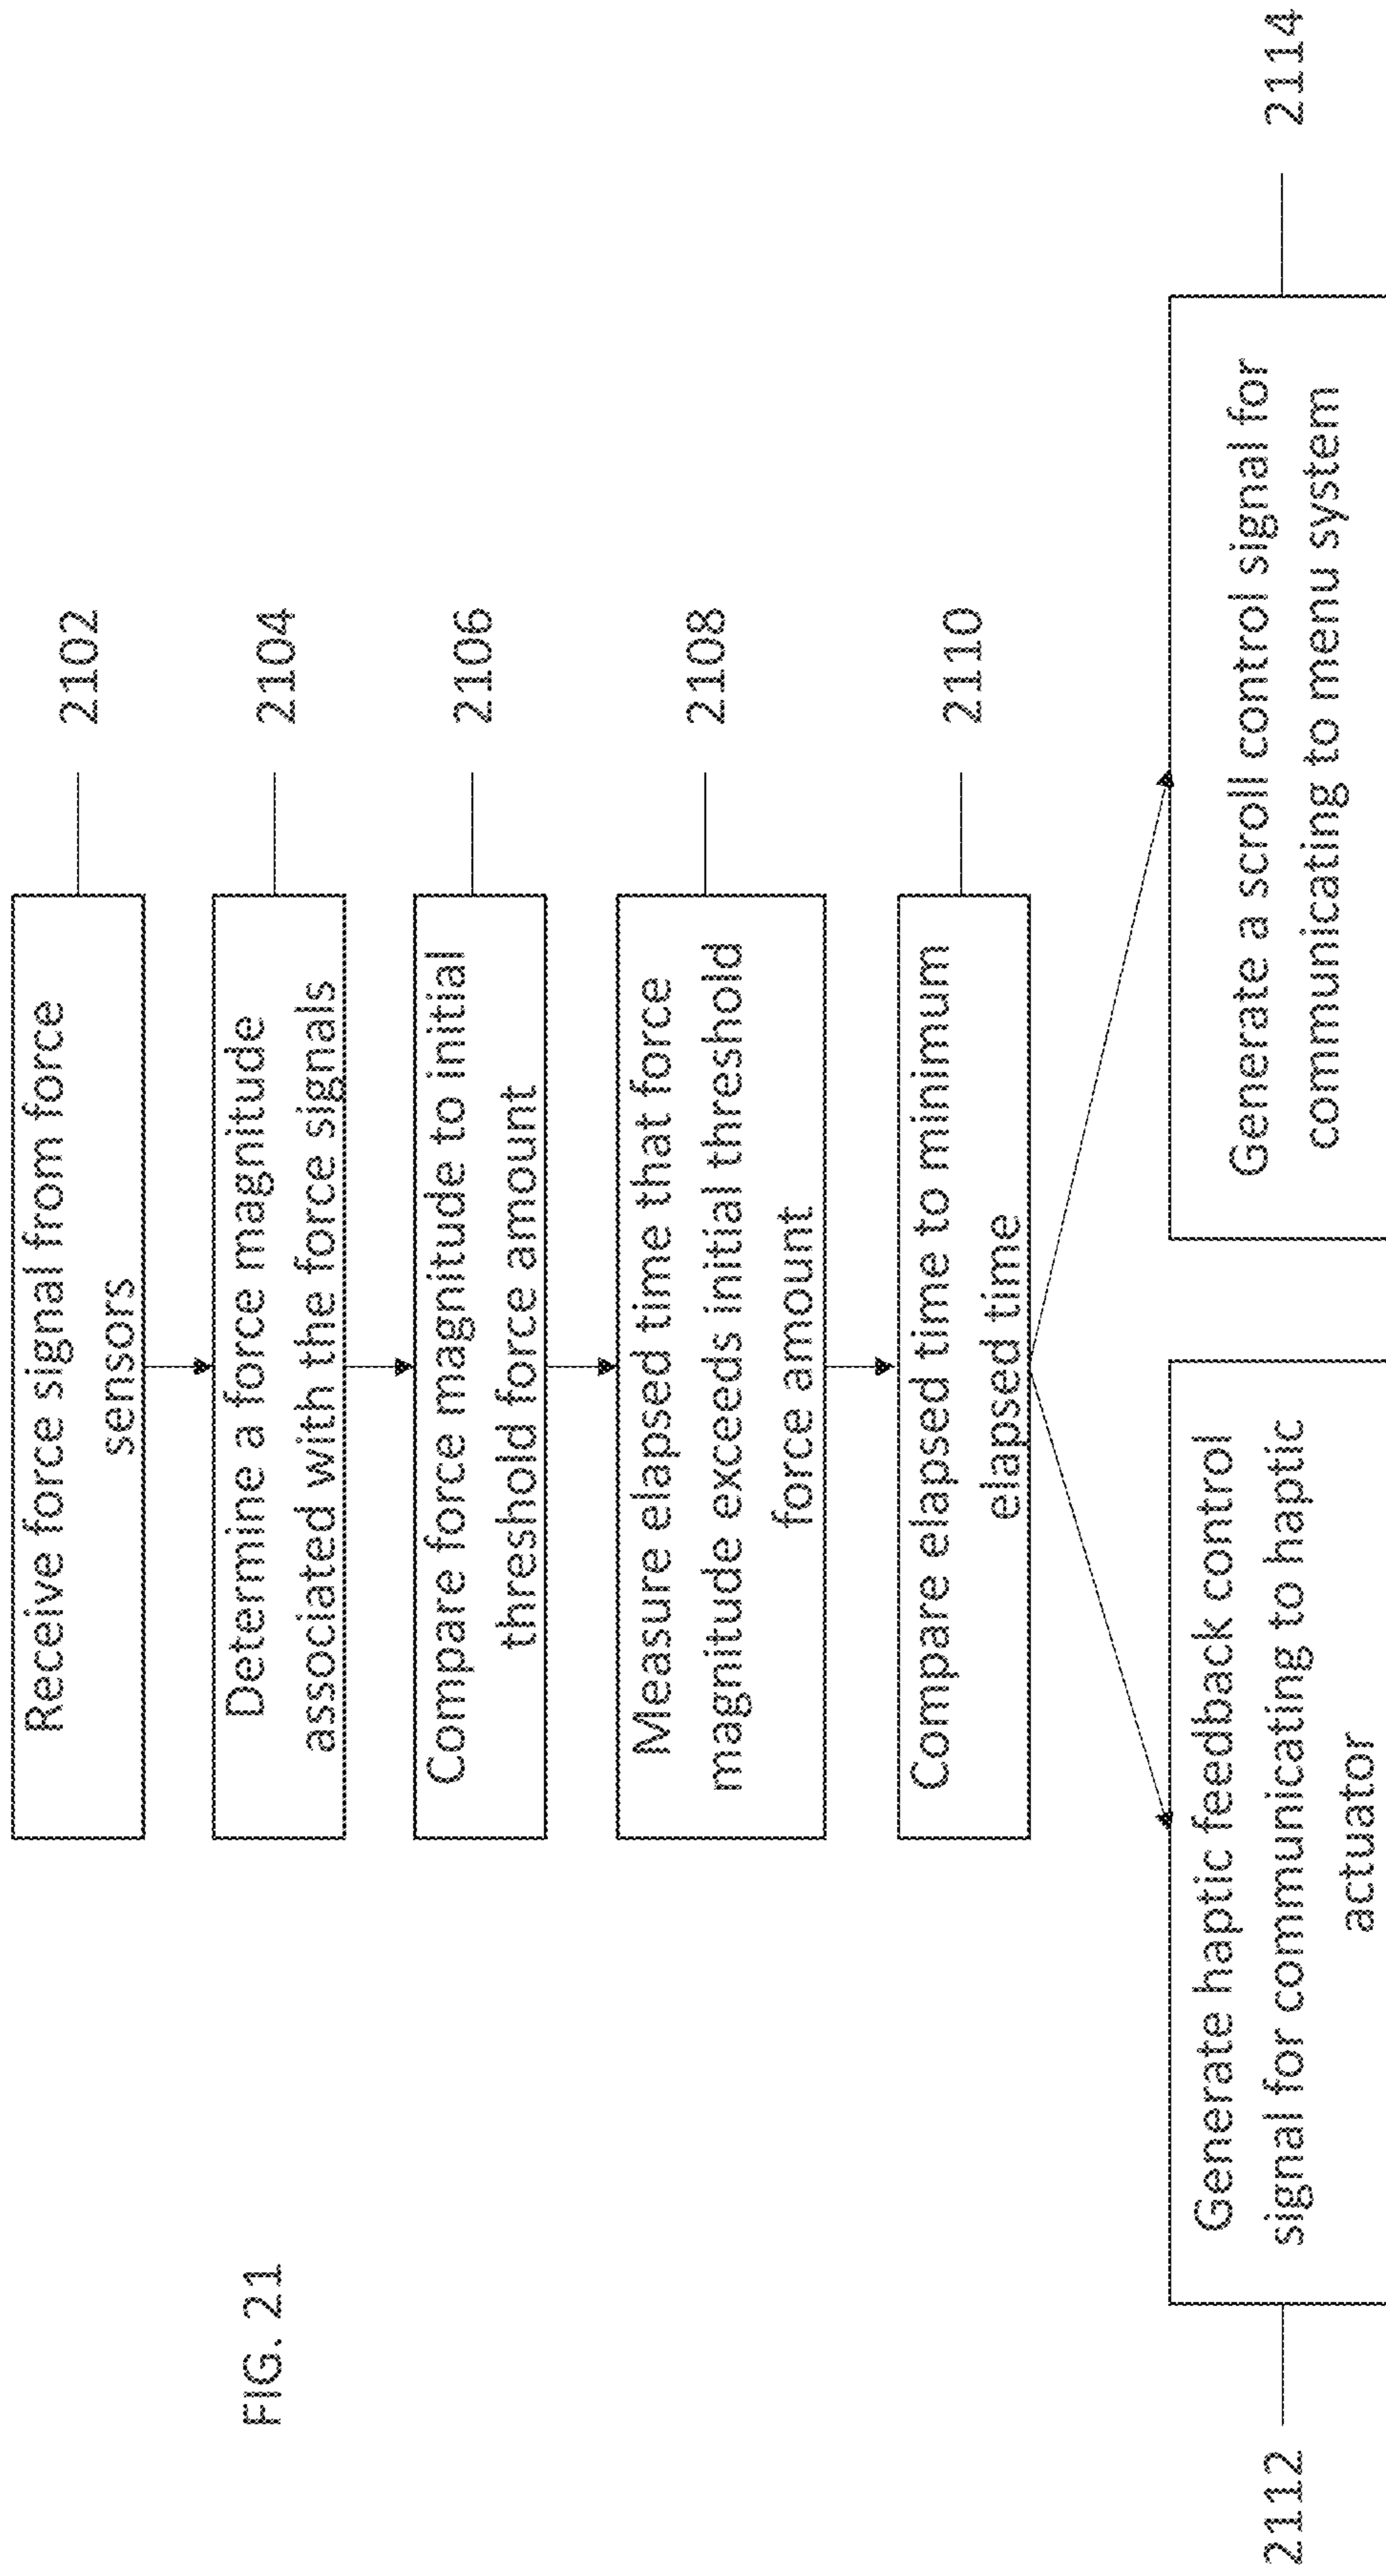 FIG. 21
Receive force signal from force
sensors
2102
Determine a force magnitude
associated with the force signals
2104
Compare force magnitude to initial
threshold force amount
2106
Measure elapsed time that force
magnitude exceeds initial threshold
force amount
2108
Compare elapsed time to minimum
elapsed time
2110
2112
Generate haptic feedback control
signal for communicating to haptic
actuator
Generate a scroll control signal for
communicating to menu system
2114